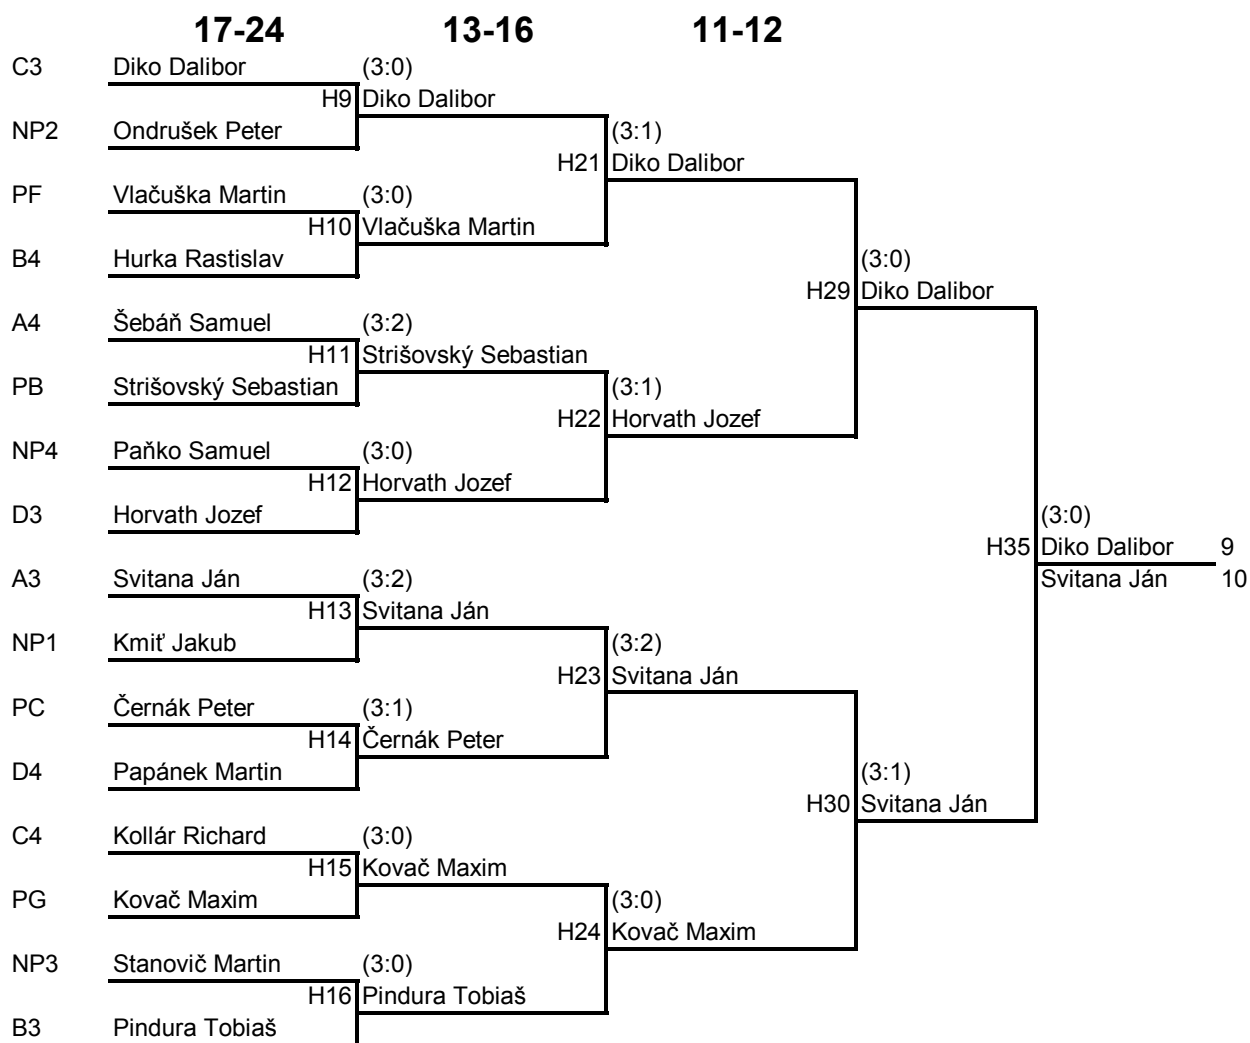 17-24 13-16 11-12
C3 Diko Dalibor (3:0)
H9 Diko Dalibor
NP2 Ondrušek Peter (3:1)
H21 Diko Dalibor
PF Vlačuška Martin (3:0)
H10 Vlačuška Martin
B4 Hurka Rastislav (3:0)
H29 Diko Dalibor
A4 Šebáň Samuel (3:2)
H11 Strišovský Sebastian
PB Strišovský Sebastian (3:1)
H22 Horvath Jozef
NP4 Paňko Samuel (3:0)
H12 Horvath Jozef
D3 Horvath Jozef (3:0)
H35 Diko Dalibor 9
A3 Svitana Ján (3:2) Svitana Ján 10
H13 Svitana Ján
NP1 Kmiť Jakub (3:2)
H23 Svitana Ján
PC Černák Peter (3:1)
H14 Černák Peter
D4 Papánek Martin (3:1)
H30 Svitana Ján
C4 Kollár Richard (3:0)
H15 Kovač Maxim
PG Kovač Maxim (3:0)
H24 Kovač Maxim
NP3 Stanovič Martin (3:0)
H16 Pindura Tobiaš
B3 Pindura Tobiaš